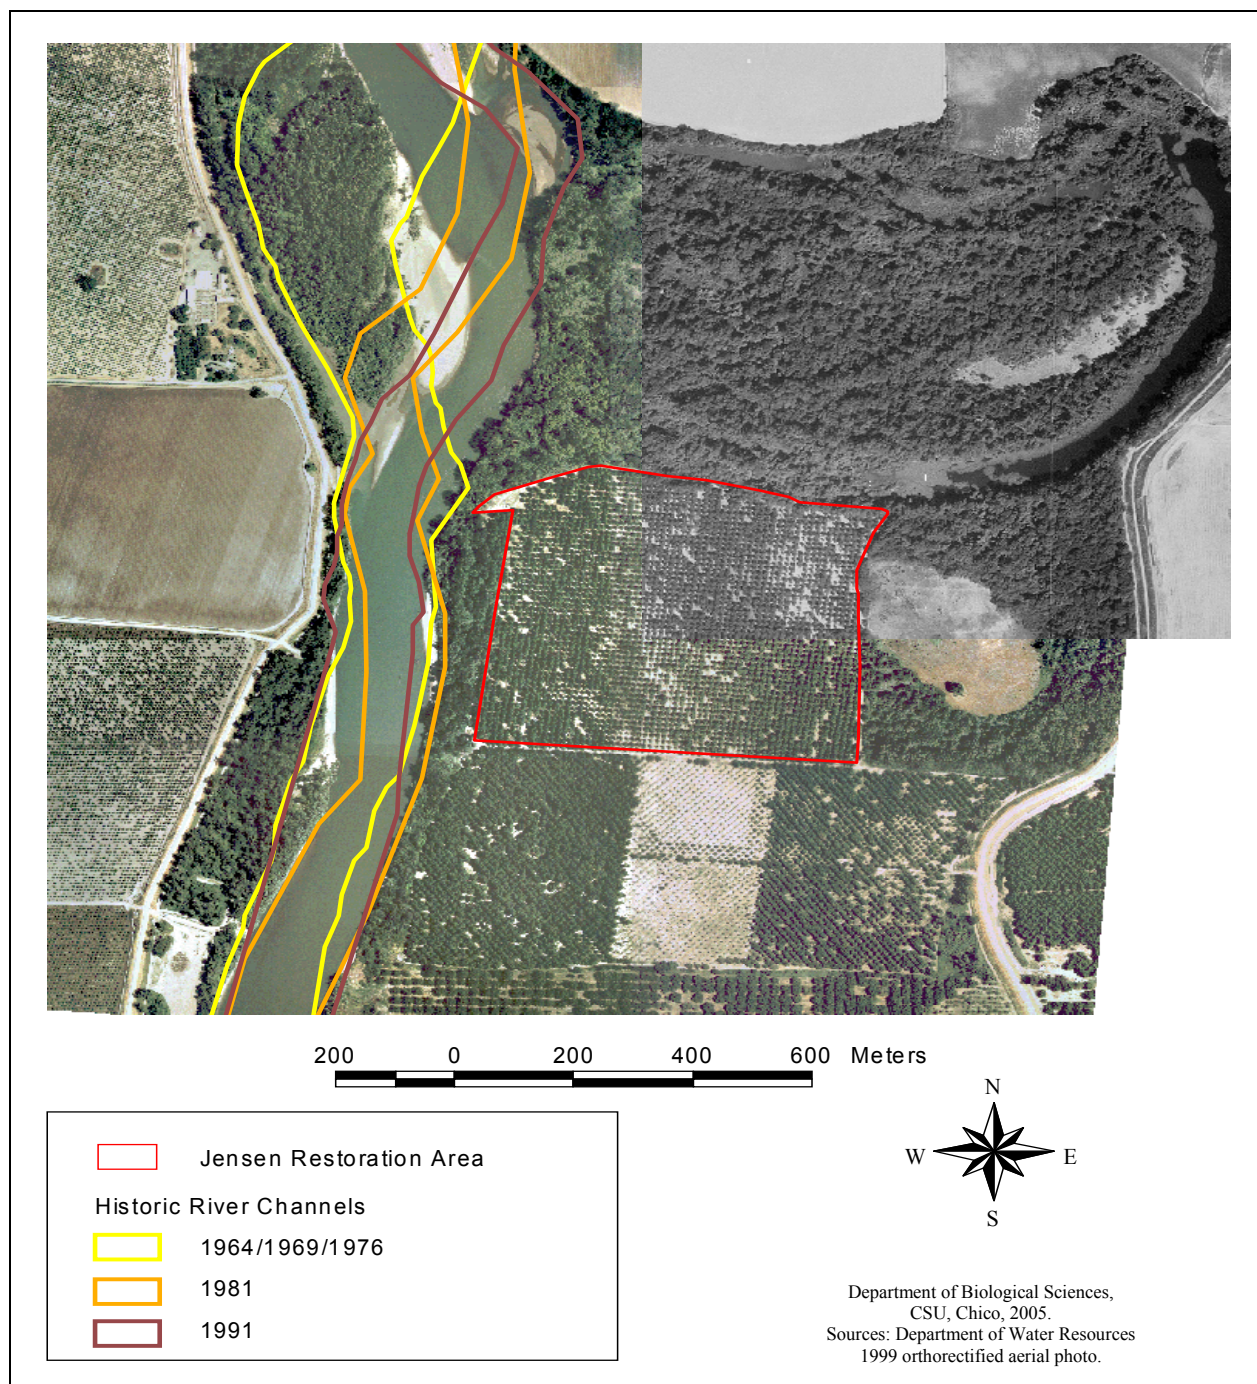 200 0 200 400 600 Meters
N
W E
S
Jensen Restoration Area
Historic River Channels
1964/1969/1976
1981
1991
Department of Biological Sciences,
CSU, Chico, 2005.
Sources: Department of Water Resources
1999 orthorectified aerial photo.